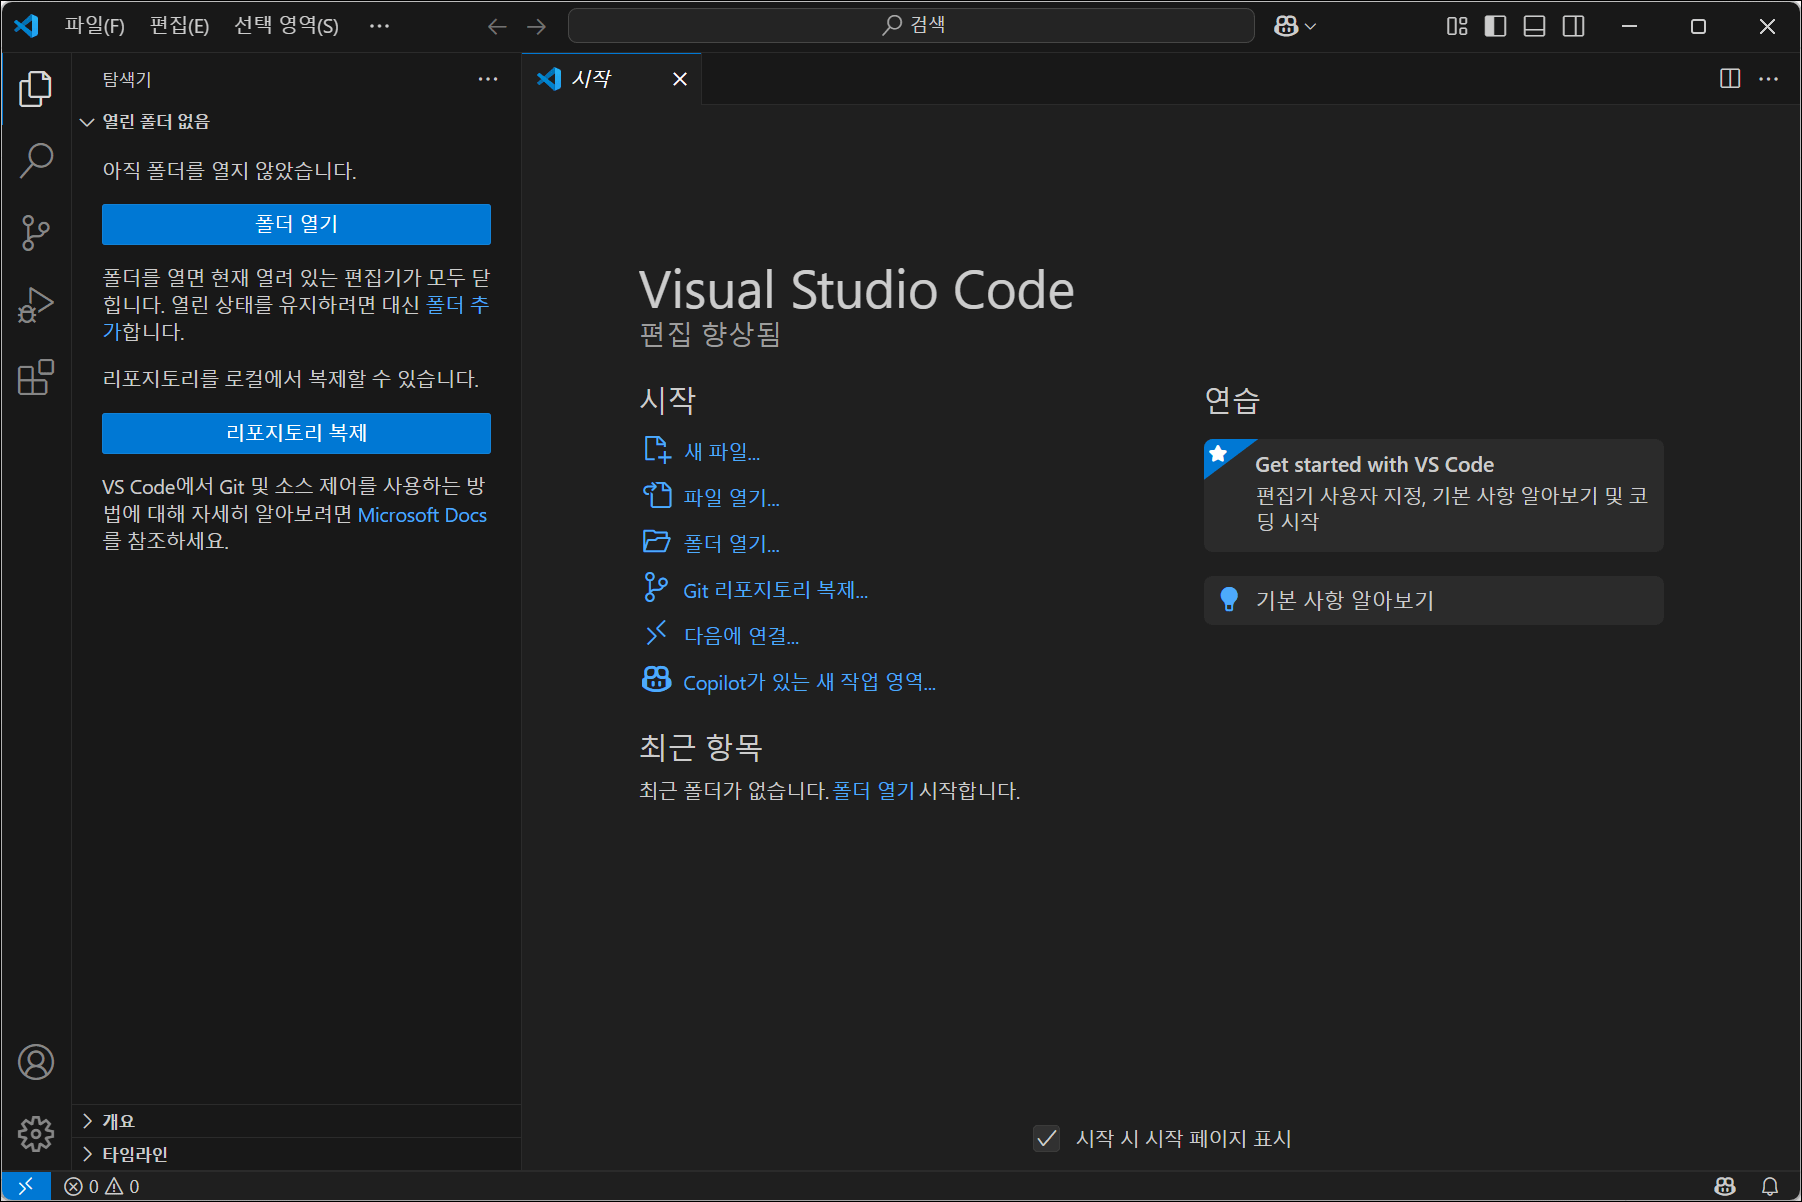 파일(F) 편집(E) 선택 영역(S) ··· 검색
탐색기 ···
시작
열린 폴더 없음
아직 폴더를 열지 않았습니다.
폴더 열기
폴더를 열면 현재 열려 있는 편집기가 모두 닫
힙니다. 열린 상태를 유지하려면 대신 폴더 추
가합니다.
리포지토리를 로컬에서 복제할 수 있습니다.
리포지토리 복제
VS Code에서 Git 및 소스 제어를 사용하는 방
법에 대해 자세히 알아보려면 Microsoft Docs
를 참조하세요.
개요
타임라인
Visual Studio Code
편집 향상됨
시작
새 파일...
파일 열기...
폴더 열기...
Git 리포지토리 복제...
다음에 연결...
Copilot가 있는 새 작업 영역...
최근 항목
최근 폴더가 없습니다. 폴더 열기 시작합니다.
연습
Get started with VS Code
편집기 사용자 지정, 기본 사항 알아보기 및 코
딩 시작
기본 사항 알아보기
시작 시 시작 페이지 표시
0 0